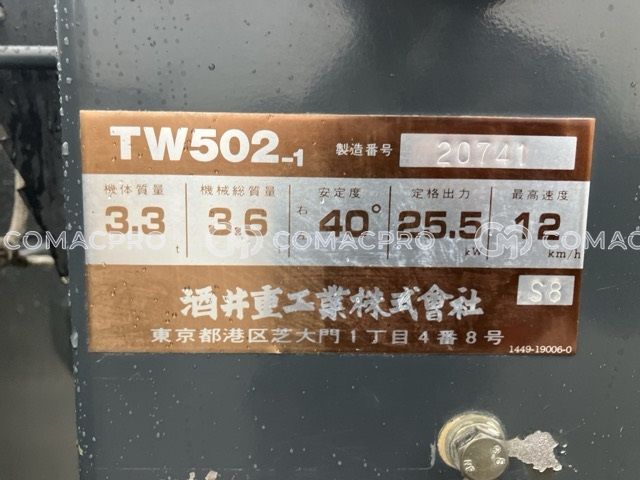 TW502-1 製造番号 20741
機体質量 機械総質量 安定度 定格出力 最高速度
3.3 t 3.6 t 右 40° 25.5 kW 12 km/h
酒井重工業株式會社 S8
東京都港区芝大門1丁目4番8号
1449-19006-0
COMACPRO COMACPRO COMACPRO